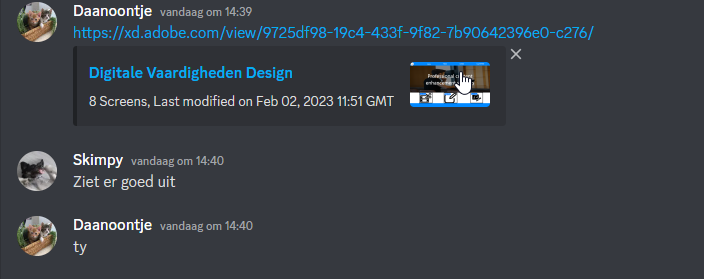 Daanoontje vandaag om 14:39
https://xd.adobe.com/view/9725df98-19c4-433f-9f82-7b90642396e0-c276/
Digitale Vaardigheden Design
8 Screens, Last modified on Feb 02, 2023 11:51 GMT
Skimpy vandaag om 14:40
Ziet er goed uit
Daanoontje vandaag om 14:40
ty